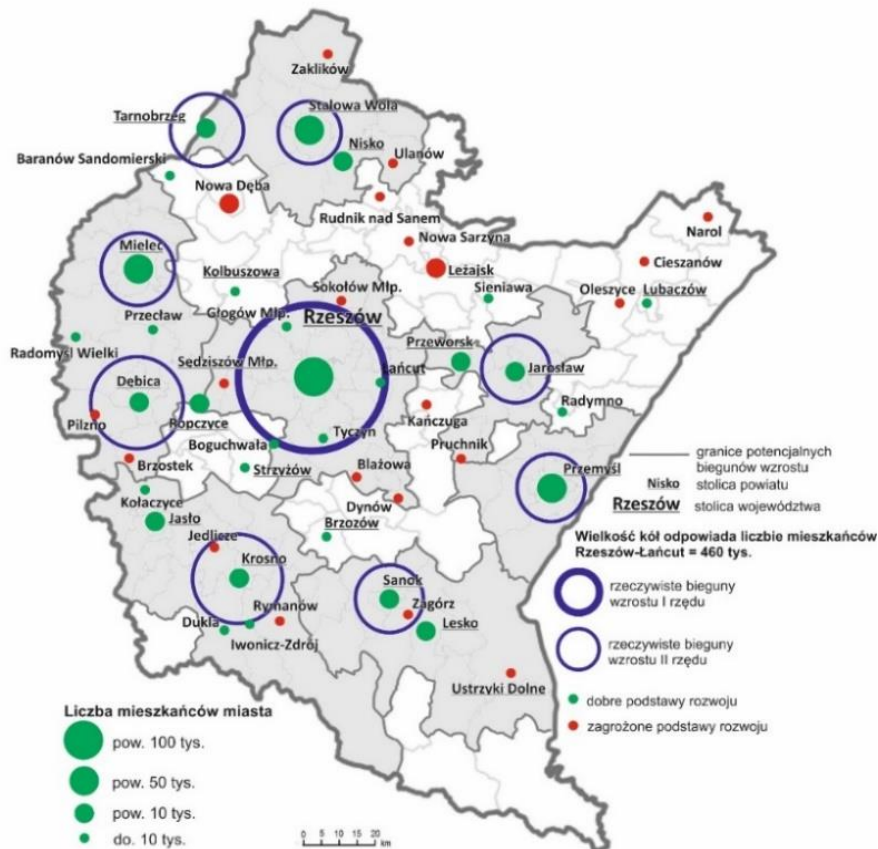 Zaklików
Tarnobrzeg
Stalowa Wola
Nisko
Ulanów
Baranów Sandomierski
Nowa Dęba
Rudnik nad Sanem
Narol
Nowa Sarzyna
Mielec
Kolbuszowa
Leżajsk
Cieszanów
Sokołów Młp.
Sieniawa
Oleszyce
Lubaczów
Przecław
Głogów Młp.
Rzeszów
Radomyśl Wielki
Sędziszów Młp.
Przeworsk
Łańcut
Jarosław
Dębica
Radymno
Pilzno
Ropczyce
Kańczuga
Boguchwała
Tyczyn
Pruchnik
Brzostek
Strzyżów
Błażowa
Przemyśl
Kołaczyce
Dynów
Jasło
Brzozów
Jedlicze
Krosno
Sanok
Rymanów
Zagórz
Dukla
Lesko
Iwonicz-Zdrój
Ustrzyki Dolne
granice potencjalnych
biegunów wzrostu
Nisko stolica powiatu
Rzeszów stolica województwa
Wielkość kół odpowiada liczbie mieszkańców
Rzeszów-Łańcut = 460 tys.
rzeczywiste bieguny
wzrostu I rzędu
rzeczywiste bieguny
wzrostu II rzędu
dobre podstawy rozwoju
zagrożone podstawy rozwoju
Liczba mieszkańców miasta
pow. 100 tys.
pow. 50 tys.
pow. 10 tys.
do. 10 tys.
0 5 10 15 20
km